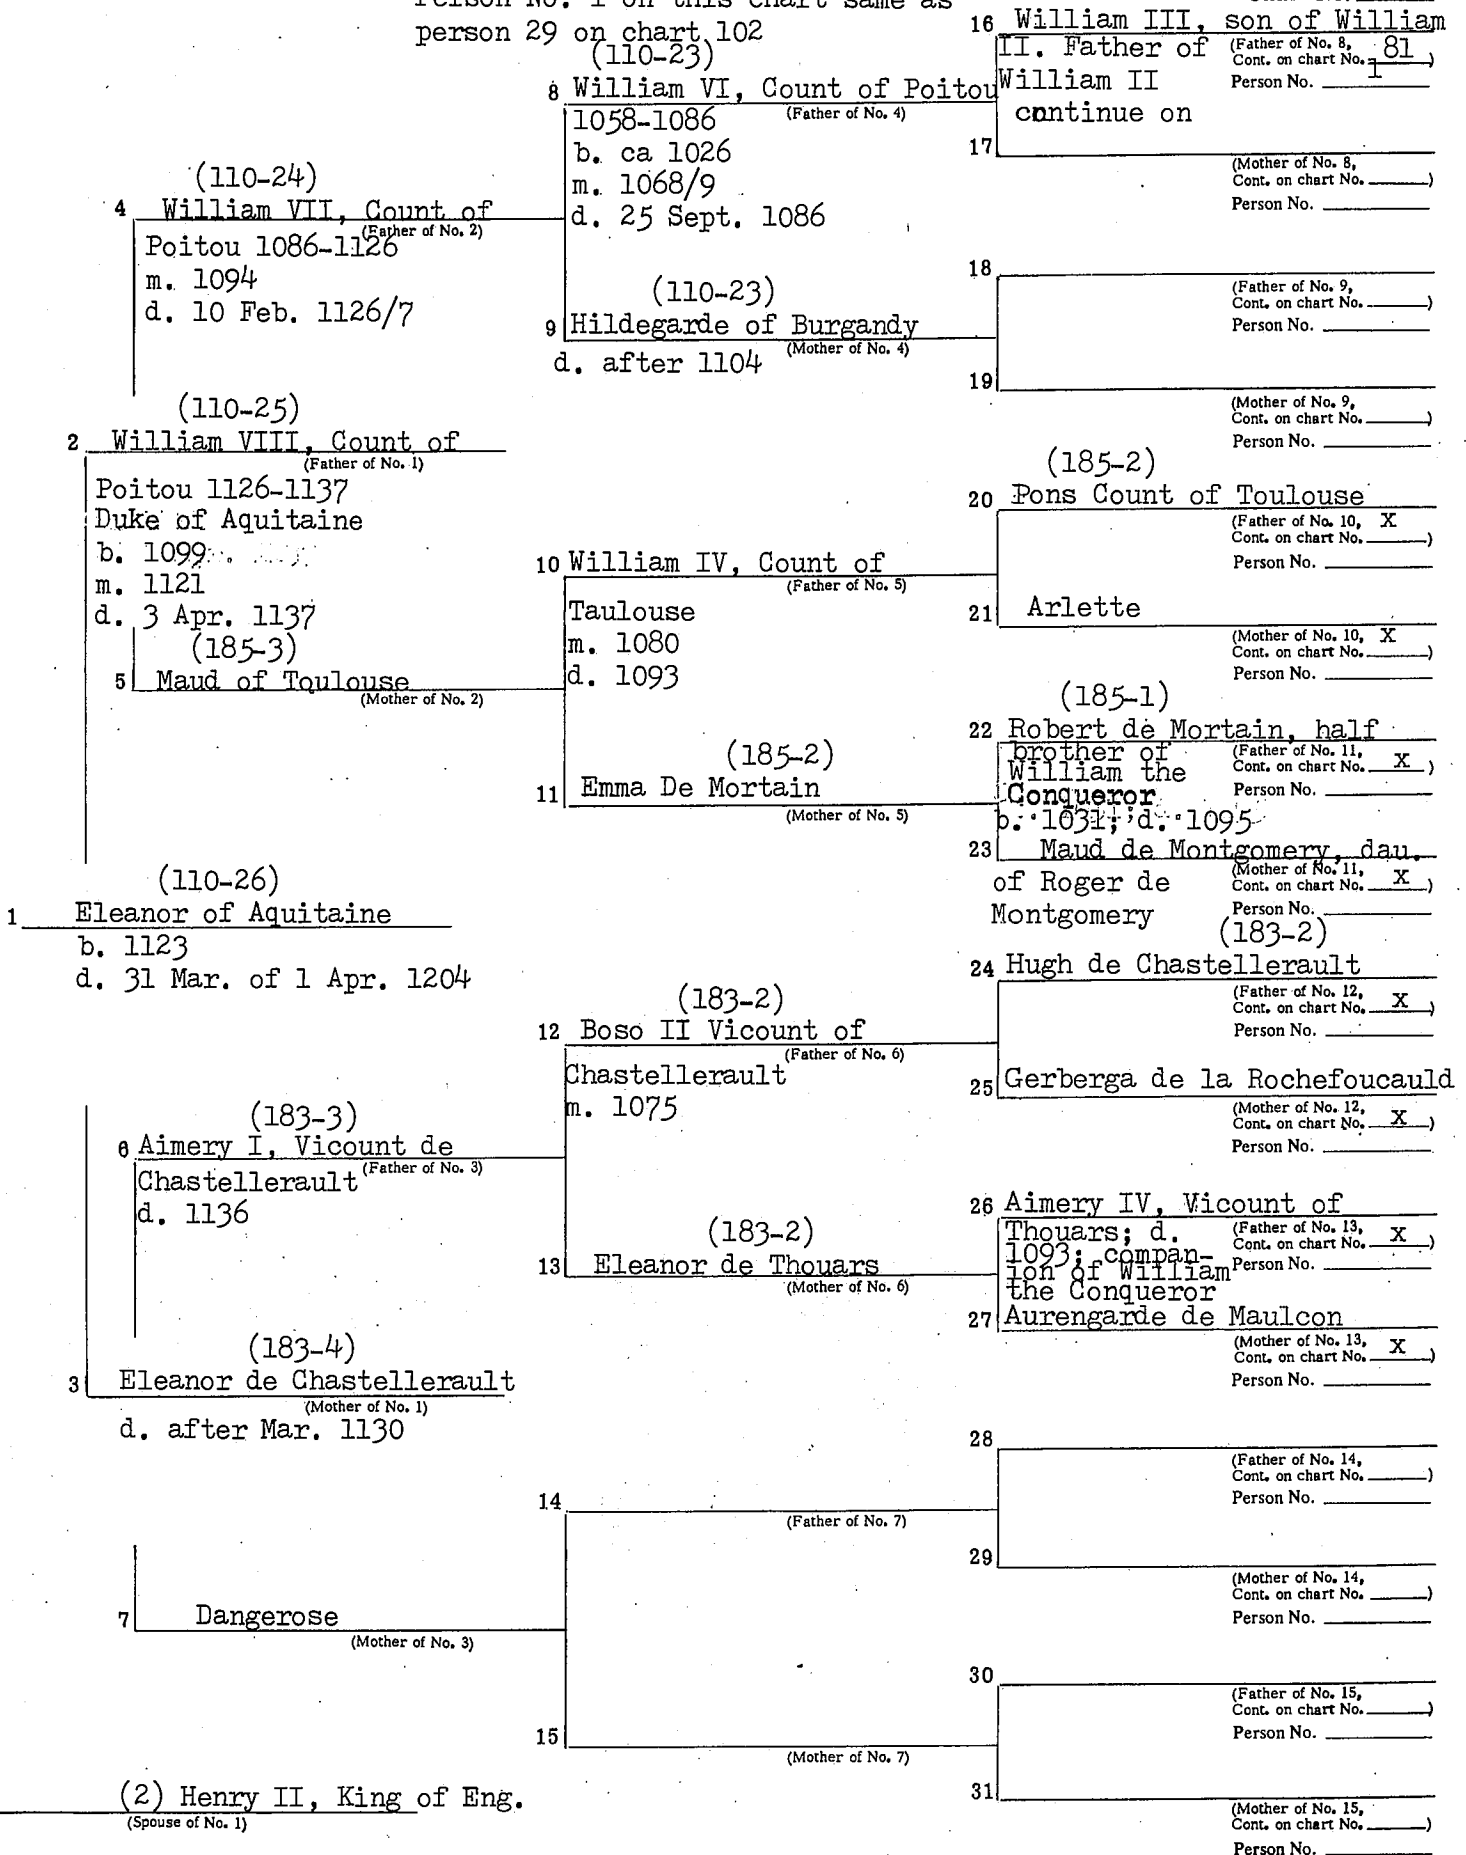 Person No. 1 on this chart same as
person 29 on chart 102
(110-26)
1 Eleanor of Aquitaine
b. 1123
d. 31 Mar. of 1 Apr. 1204
(2) Henry II, King of Eng.
(Spouse of No. 1)
(110-25)
2 William VIII, Count of
(Father of No. 1)
Poitou 1126-1137
Duke of Aquitaine
b. 1099
m. 1121
d. 3 Apr. 1137
(183-4)
3 Eleanor de Chastellerault
(Mother of No. 1)
d. after Mar. 1130
(110-24)
4 William VII, Count of
(Father of No. 2)
Poitou 1086-1126
m. 1094
d. 10 Feb. 1126/7
(185-3)
5 Maud of Toulouse
(Mother of No. 2)
(183-3)
6 Aimery I, Vicount de
(Father of No. 3)
Chastellerault
d. 1136
7 Dangerose
(Mother of No. 3)
(110-23)
8 William VI, Count of Poitou
(Father of No. 4)
1058-1086
b. ca 1026
m. 1068/9
d. 25 Sept. 1086
(110-23)
9 Hildegarde of Burgandy
(Mother of No. 4)
d. after 1104
10 William IV, Count of
(Father of No. 5)
Taulouse
m. 1080
d. 1093
(185-2)
11 Emma De Mortain
(Mother of No. 5)
(183-2)
12 Boso II Vicount of
(Father of No. 6)
Chastellerault
m. 1075
(183-2)
13 Eleanor de Thouars
(Mother of No. 6)
14
(Father of No. 7)
15
(Mother of No. 7)
16 William III, son of William
II. Father of
William II
continue on
(Father of No. 8,
Cont. on chart No. 81)
Person No. 1
17
(Mother of No. 8,
Cont. on chart No.)
Person No.
18
(Father of No. 9,
Cont. on chart No.)
Person No.
19
(Mother of No. 9,
Cont. on chart No.)
Person No.
(185-2)
20 Pons Count of Toulouse
(Father of No. 10, X
Cont. on chart No.)
Person No.
21 Arlette
(Mother of No. 10, X
Cont. on chart No.)
Person No.
(185-1)
22 Robert de Mortain, half
brother of
William the
Conqueror
b. 1031; d. 1095
(Father of No. 11,
Cont. on chart No. X)
Person No.
23 Maud de Montgomery, dau.
of Roger de
Montgomery
(Mother of No. 11,
Cont. on chart No. X)
Person No.
(183-2)
24 Hugh de Chastellerault
(Father of No. 12,
Cont. on chart No. X)
Person No.
25 Gerberga de la Rochefoucauld
(Mother of No. 12,
Cont. on chart No. X)
Person No.
26 Aimery IV, Vicount of
Thouars; d.
1093; compan-
ion of William
the Conqueror
(Father of No. 13,
Cont. on chart No. X)
Person No.
27 Aurengarde de Maulcon
(Mother of No. 13,
Cont. on chart No. X)
Person No.
28
(Father of No. 14,
Cont. on chart No.)
Person No.
29
(Mother of No. 14,
Cont. on chart No.)
Person No.
30
(Father of No. 15,
Cont. on chart No.)
Person No.
31
(Mother of No. 15,
Cont. on chart No.)
Person No.